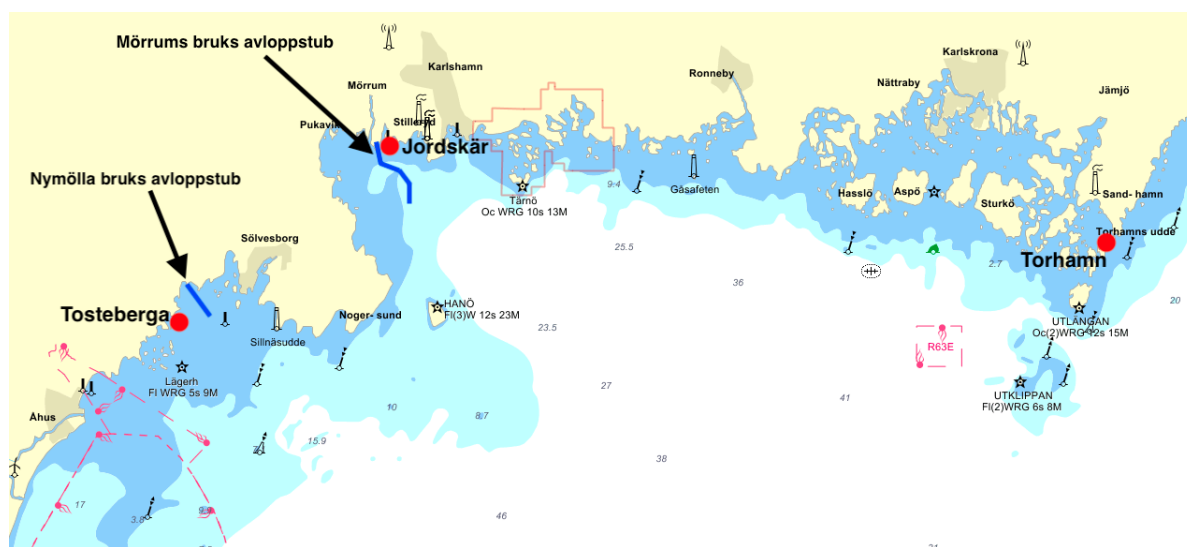 Mörrums bruks avloppstub
Karlshamn
Mörrum
Pukavik
Jordskär
Tärnö
Oc WRG 10s 13M
9:4
Ronneby
Gåsafeten
Karlskrona
Nättraby
Jämjö
Hasslö
Aspö
Sturkö
Sand- hamn
Torhamns udde
Torhamn
Nymölla bruks avloppstub
Sölvesborg
Tosteberga
Sillnäsudde
Noger- sund
HANÖ
Fl(3)W 12s 23M
25.5
36
2:7
20
23.5
R63E
UTLÄNGAN
Oc(2)WRG 12s 15M
Lägerh
Fl WRG 5s 9M
27
41
UTKLIPPAN
Fl(2)WRG 6s 8M
Åhus
10
8.7
15.9
38
17
3.8
46